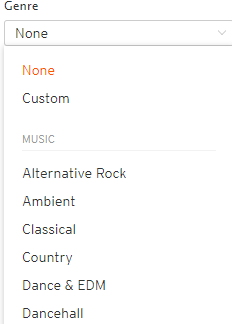 Genre
None
None
Custom
MUSIC
Alternative Rock
Ambient
Classical
Country
Dance & EDM
Dancehall